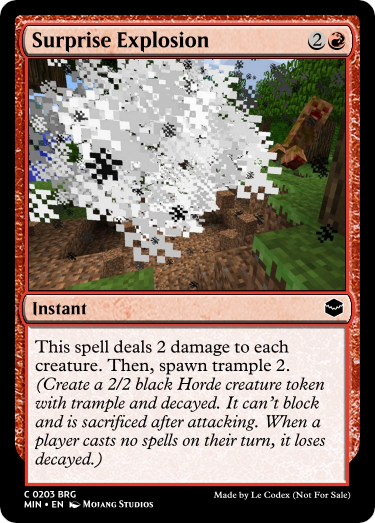 Surprise Explosion 2
Instant
This spell deals 2 damage to each
creature. Then, spawn trample 2.
(Create a 2/2 black Horde creature token
with trample and decayed. It can't block
and is sacrificed after attacking. When a
player casts no spells on their turn, it loses
decayed.)
C 0203 BRG
MIN • EN Mojang Studios
Made by Le Codex (Not For Sale)